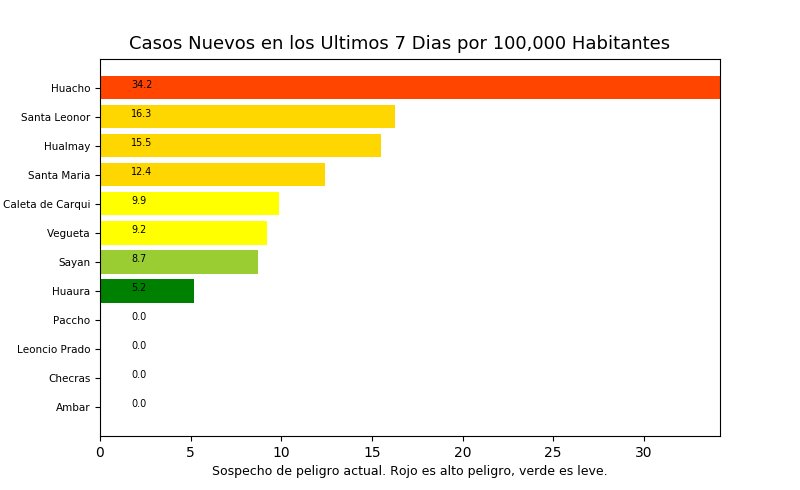 Casos Nuevos en los Ultimos 7 Dias por 100,000 Habitantes
Huacho 34.2
Santa Leonor 16.3
Hualmay 15.5
Santa Maria 12.4
Caleta de Carqui 9.9
Vegueta 9.2
Sayan 8.7
Huaura 5.2
Paccho 0.0
Leoncio Prado 0.0
Checras 0.0
Ambar 0.0
0 5 10 15 20 25 30
Sospecho de peligro actual. Rojo es alto peligro, verde es leve.